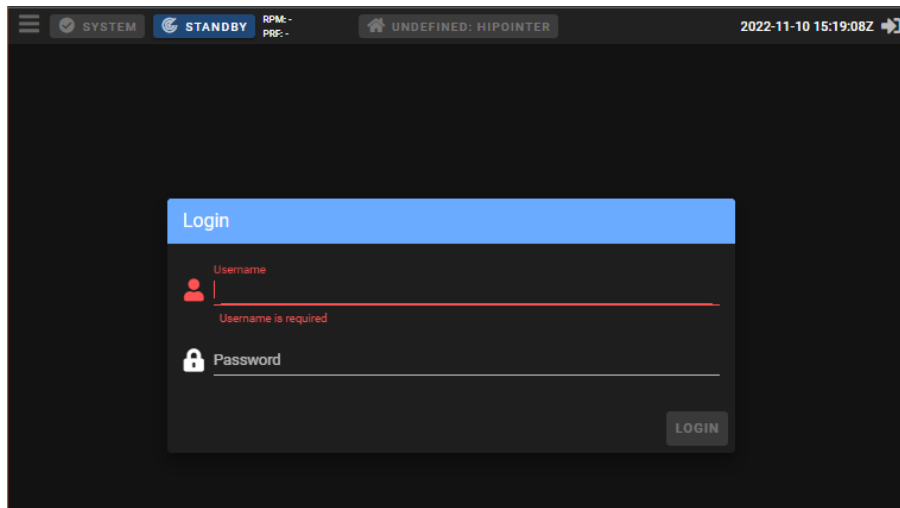 SYSTEM STANDBY RPM: - UNDEFINED: HIPOINTER 2022-11-10 15:19:08Z
PRF: -
Login
Username
Username is required
Password
LOGIN